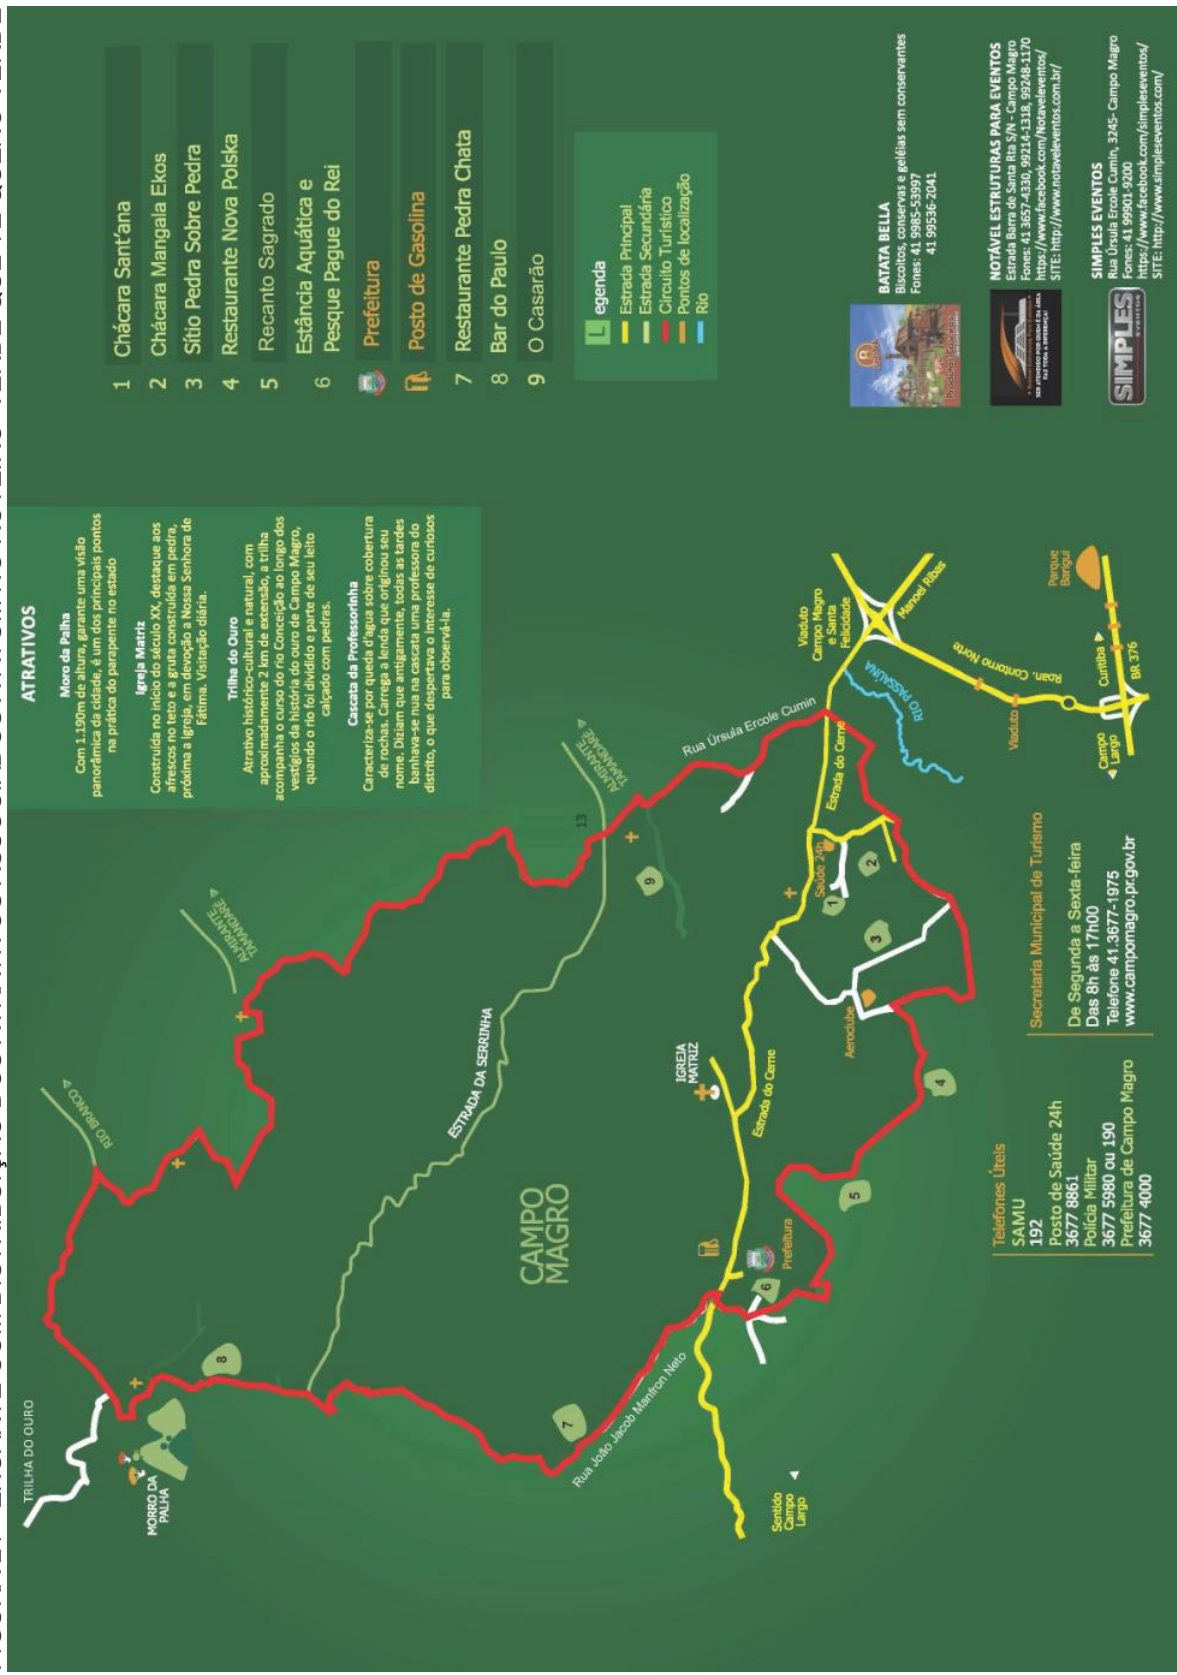 TRILHA DO OURO
MORRO DA
PALHA
RIO BRANCO
ALMIRANTE
TAMANDARÉ
ALMIRANTE
TAMANDARÉ
13
ESTRADA DA SERRINHA
CAMPO
MAGRO
8
7
9
Rua João Jacob Manfron Neto
Rua Úrsula Ercole Cumin
Sentido
Campo
Largo
IGREJA
MATRIZ
Estrada do Cerne
Estrada do Cerne
Prefeitura
6
5
4
Aeroclube
3
1
2
Saúde 24h
RIO PASSAÚNA
Viaduto
Campo Magro
e Santa
Felicidade
Manoel Ribas
Roan. Contorno Norte
Viaduto
Parque
Barigui
Campo
Largo
Curitiba
BR 376
ATRATIVOS
Moro da Palha
Com 1.190m de altura, garante uma visão
panorâmica da cidade, é um dos principais pontos
na prática do parapente no estado
Igreja Matriz
Construída no início do século XX, destaque aos
afrescos no teto e a gruta construída em pedra,
próxima a Igreja, em devoção a Nossa Senhora de
Fátima. Visitação diária.
Trilha do Ouro
Atrativo histórico-cultural e natural, com
aproximadamente 2 km de extensão, a trilha
acompanha o curso do rio Conceição ao longo dos
vestígios da história do ouro de Campo Magro,
quando o rio foi dividido e parte de seu leito
calçado com pedras.
Cascata da Professorinha
Caracteriza-se por queda d'agua sobre cobertura
de rochas. Carrega a lenda que originou seu
nome. Diziam que antigamente, todas as tardes
banhava-se nua na cascata uma professora do
distrito, o que despertava o interesse de curiosos
para observá-la.
1 Chácara Sant'ana
2 Chácara Mangala Ekos
3 Sítio Pedra Sobre Pedra
4 Restaurante Nova Polska
5 Recanto Sagrado
6 Estância Aquática e
Pesque Pague do Rei
Prefeitura
Posto de Gasolina
7 Restaurante Pedra Chata
8 Bar do Paulo
9 O Casarão
Legenda
Estrada Principal
Estrada Secundária
Circuito Turístico
Pontos de localização
Rio
Telefones Úteis
SAMU
192
Posto de Saúde 24h
3677 8861
Polícia Militar
3677 5980 ou 190
Prefeitura de Campo Magro
3677 4000
Secretaria Municipal de Turismo
De Segunda a Sexta-feira
Das 8h às 17h00
Telefone 41.3677-1975
www.campomagro.pr.gov.br
BATATA BELLA
Biscoitos, conservas e geléias sem conservantes
Fones: 41 9985-53997
41 99536-2041
NOTÁVEL ESTRUTURAS PARA EVENTOS
Estrada Barra de Santa Rta S/N - Campo Magro
Fones: 41 3657-4330, 99214-1318, 99248-1170
https://www.facebook.com/Notaveleventos/
SITE: http://www.notaveleventos.com.br/
SIMPLES
EVENTOS
SIMPLES EVENTOS
Rua Úrsula Ercole Cumin, 3245- Campo Magro
Fones: 41 99901-9200
https://www.facebook.com/simpleseventos/
SITE: http://www.simpleseventos.com/